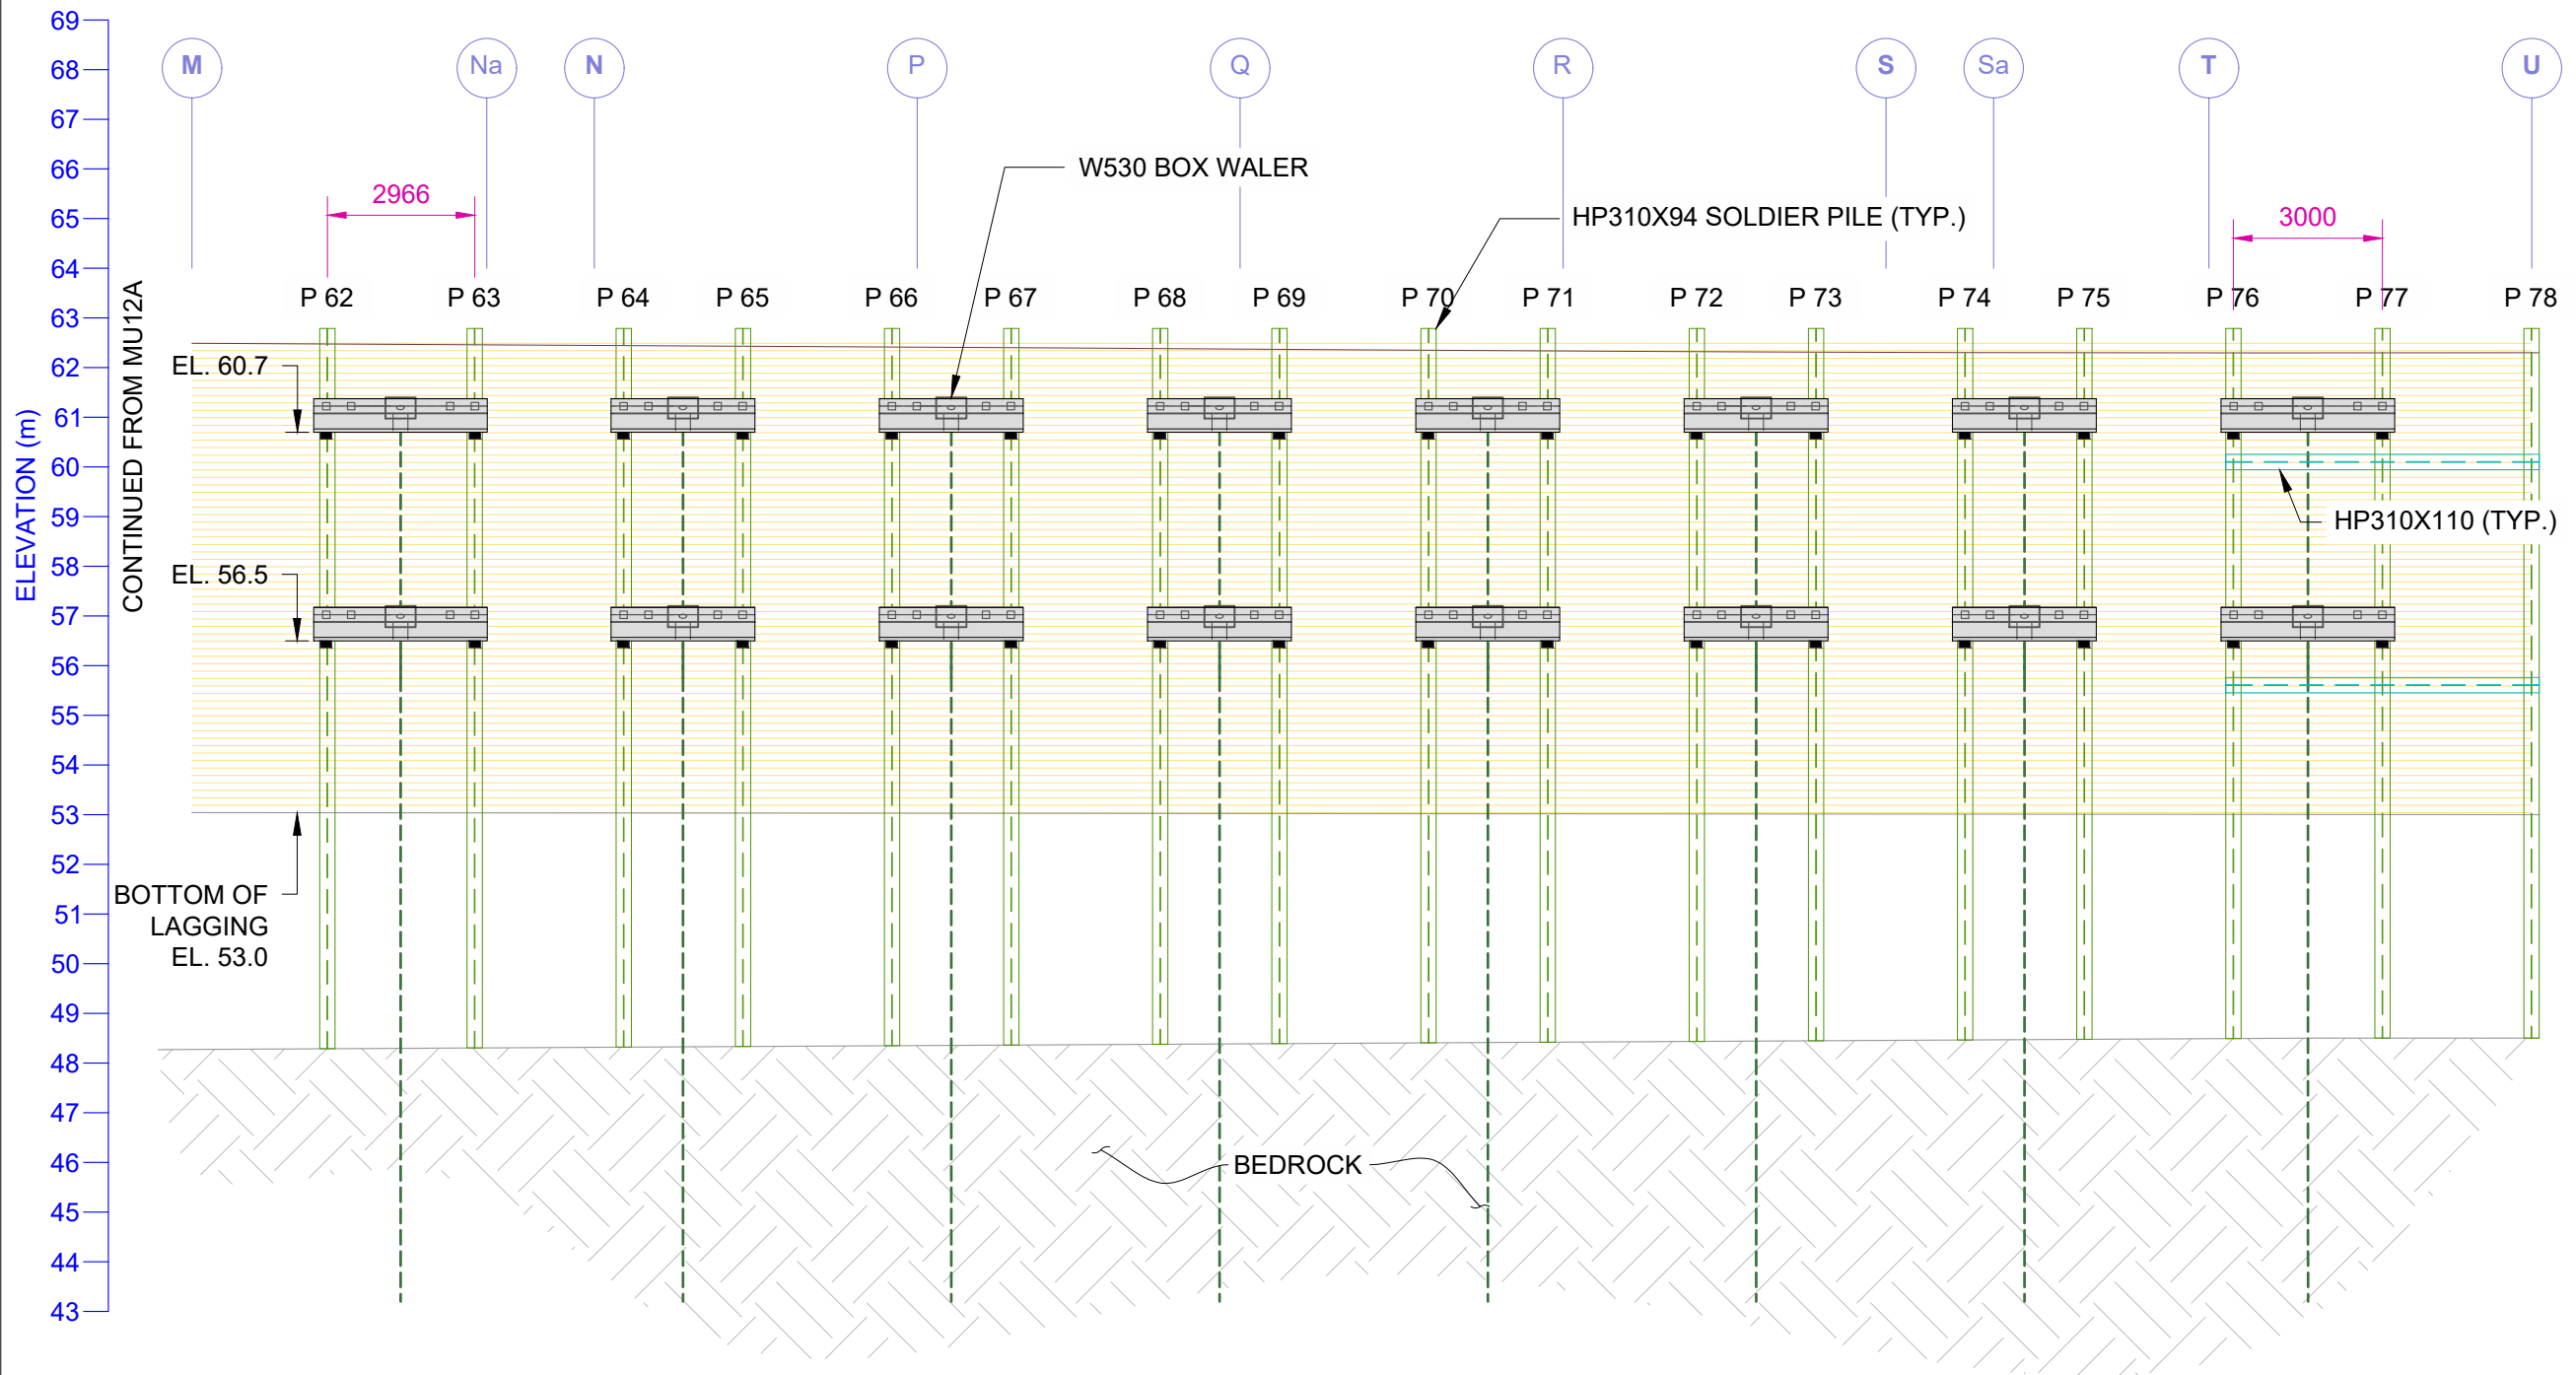 69
68
67
66
65
64
63
62
61
60
59
58
57
56
55
54
53
52
51
50
49
48
47
46
45
44
43
ELEVATION (m)
CONTINUED FROM MU12A
M
Na
N
P
Q
R
S
Sa
T
U
W530 BOX WALER
2966
HP310X94 SOLDIER PILE (TYP.)
3000
P 62
P 63
P 64
P 65
P 66
P 67
P 68
P 69
P 70
P 71
P 72
P 73
P 74
P 75
P 76
P 77
P 78
EL. 60.7
HP310X110 (TYP.)
EL. 56.5
BOTTOM OF
LAGGING
EL. 53.0
BEDROCK